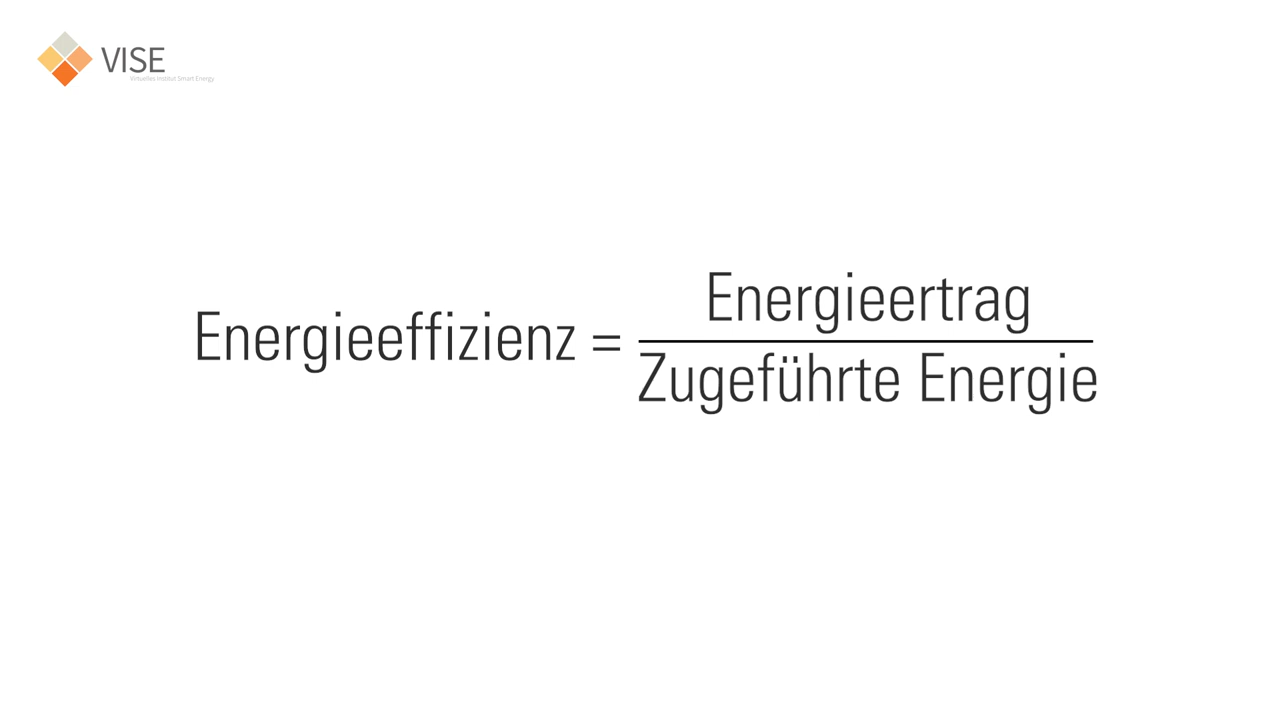 VISE
Virtuelles Institut Smart Energy
Energieeffizienz = Energieertrag
Zugeführte Energie